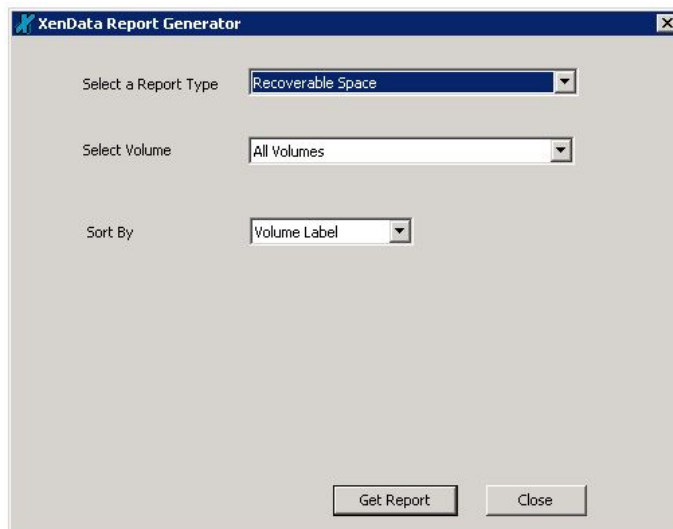 XenData Report Generator
Select a Report Type Recoverable Space
Select Volume All Volumes
Sort By Volume Label
Get Report Close